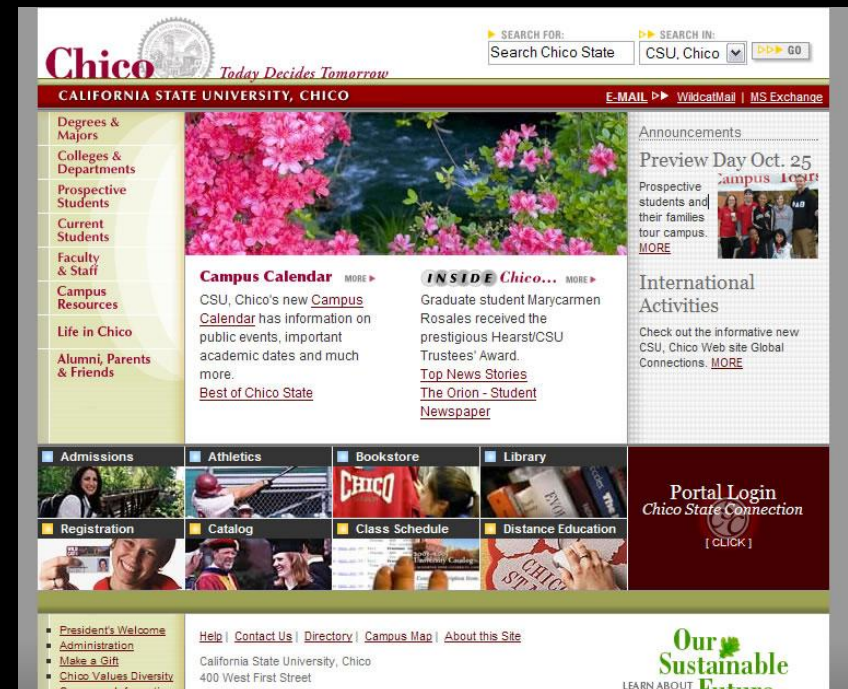 Chico
Today Decides Tomorrow
SEARCH FOR:
Search Chico State
SEARCH IN:
CSU, Chico
GO
CALIFORNIA STATE UNIVERSITY, CHICO
E-MAIL WildcatMail | MS Exchange
Degrees &
Majors
Colleges &
Departments
Prospective
Students
Current
Students
Faculty
& Staff
Campus
Resources
Life in Chico
Alumni, Parents
& Friends
Campus Calendar MORE
CSU, Chico's new Campus
Calendar has information on
public events, important
academic dates and much
more.
Best of Chico State
INSIDE Chico... MORE
Graduate student Marycarmen
Rosales received the
prestigious Hearst/CSU
Trustees' Award.
Top News Stories
The Orion - Student
Newspaper
Announcements
Preview Day Oct. 25
Prospective
students and
their families
tour campus.
MORE
Campus Tours
International
Activities
Check out the informative new
CSU, Chico Web site Global
Connections. MORE
Admissions
Athletics
Bookstore
Library
CHICO
Registration
Catalog
Class Schedule
Distance Education
University Catalog
CHICO
STATE
Portal Login
Chico State Connection
[ CLICK ]
President's Welcome
Administration
Make a Gift
Chico Values Diversity
Help | Contact Us | Directory | Campus Map | About this Site
California State University, Chico
400 West First Street
Our
Sustainable
LEARN ABOUT Future